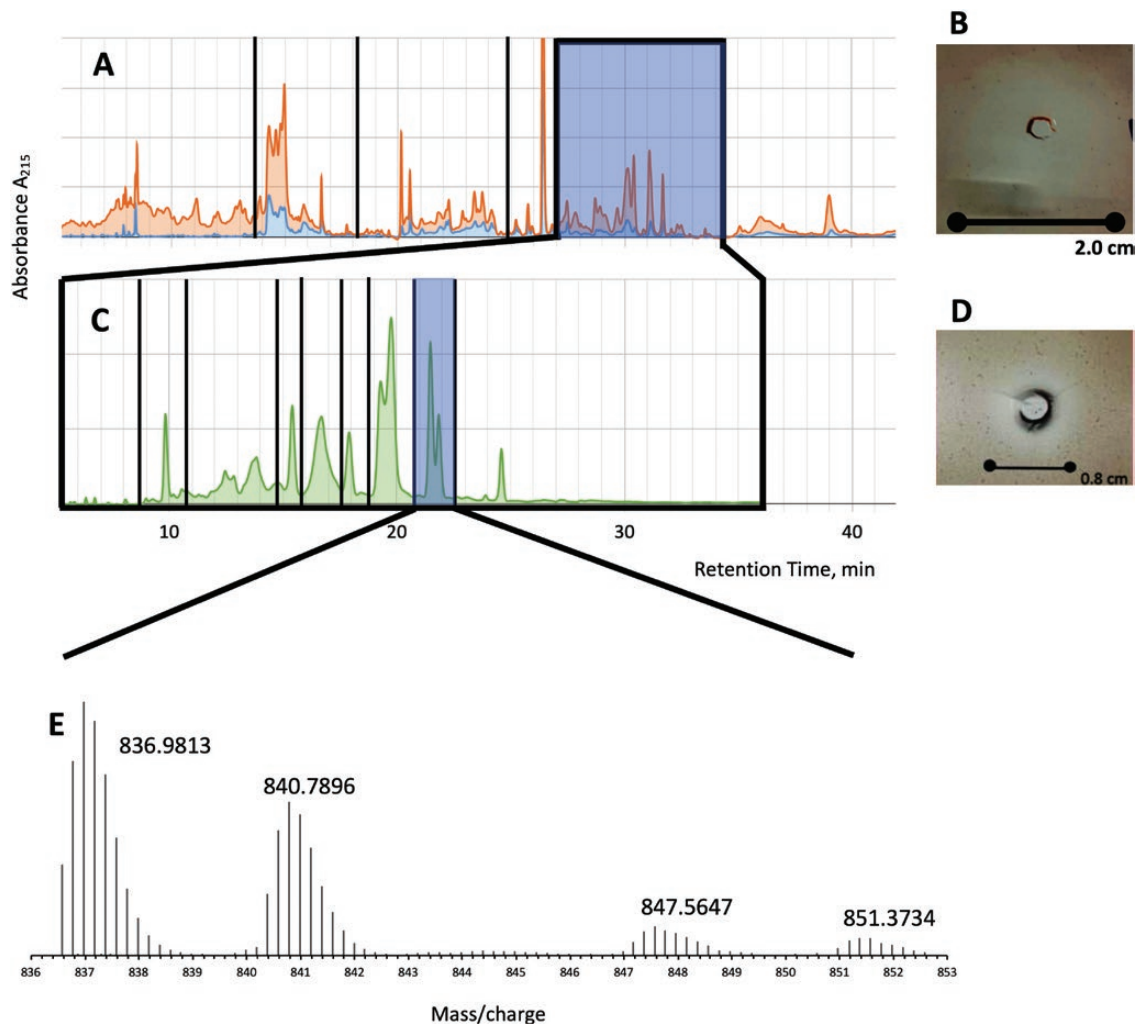 A
B
Absorbance A₂₁₅
2.0 cm
C
D
0.8 cm
10 20 30 40
Retention Time, min
E
836.9813
840.7896
847.5647
851.3734
836 837 838 839 840 841 842 843 844 845 846 847 848 849 850 851 852 853
Mass/charge